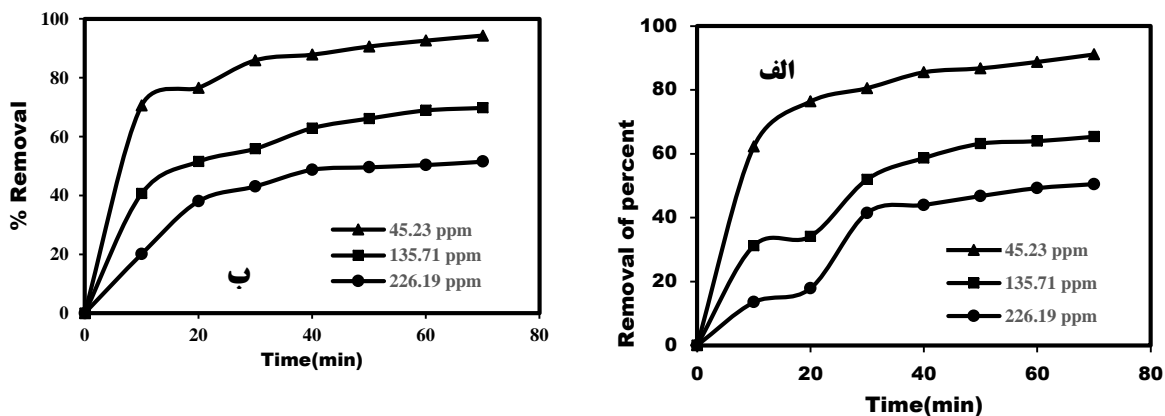 100
80
60
40
20
0
% Removal
ب
45.23 ppm
135.71 ppm
226.19 ppm
0 20 40 60 80
Time(min)
100
80
60
40
20
0
Removal of percent
الف
45.23 ppm
135.71 ppm
226.19 ppm
0 20 40 60 80
Time(min)